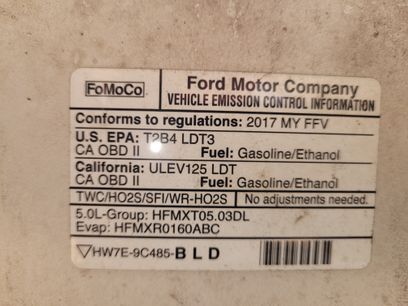 FoMoCo
Ford Motor Company
VEHICLE EMISSION CONTROL INFORMATION
Conforms to regulations: 2017 MY FFV
U.S. EPA: T2B4 LDT3
CA OBD II Fuel: Gasoline/Ethanol
California: ULEV125 LDT
CA OBD II Fuel: Gasoline/Ethanol
TWC/HO2S/SFI/WR-HO2S No adjustments needed.
5.0L-Group: HFMXT05.03DL
Evap: HFMXR0160ABC
HW7E-9C485-BLD